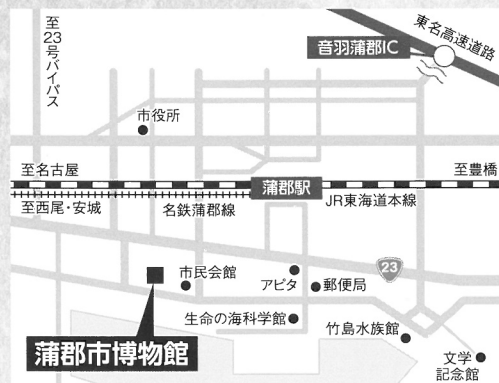 至23号バイパス
東名高速道路
音羽蒲郡IC
市役所
至名古屋
至豊橋
蒲郡駅
至西尾・安城
名鉄蒲郡線
JR東海道本線
23
市民会館
アピタ
郵便局
生命の海科学館
竹島水族館
蒲郡市博物館
文学
記念館